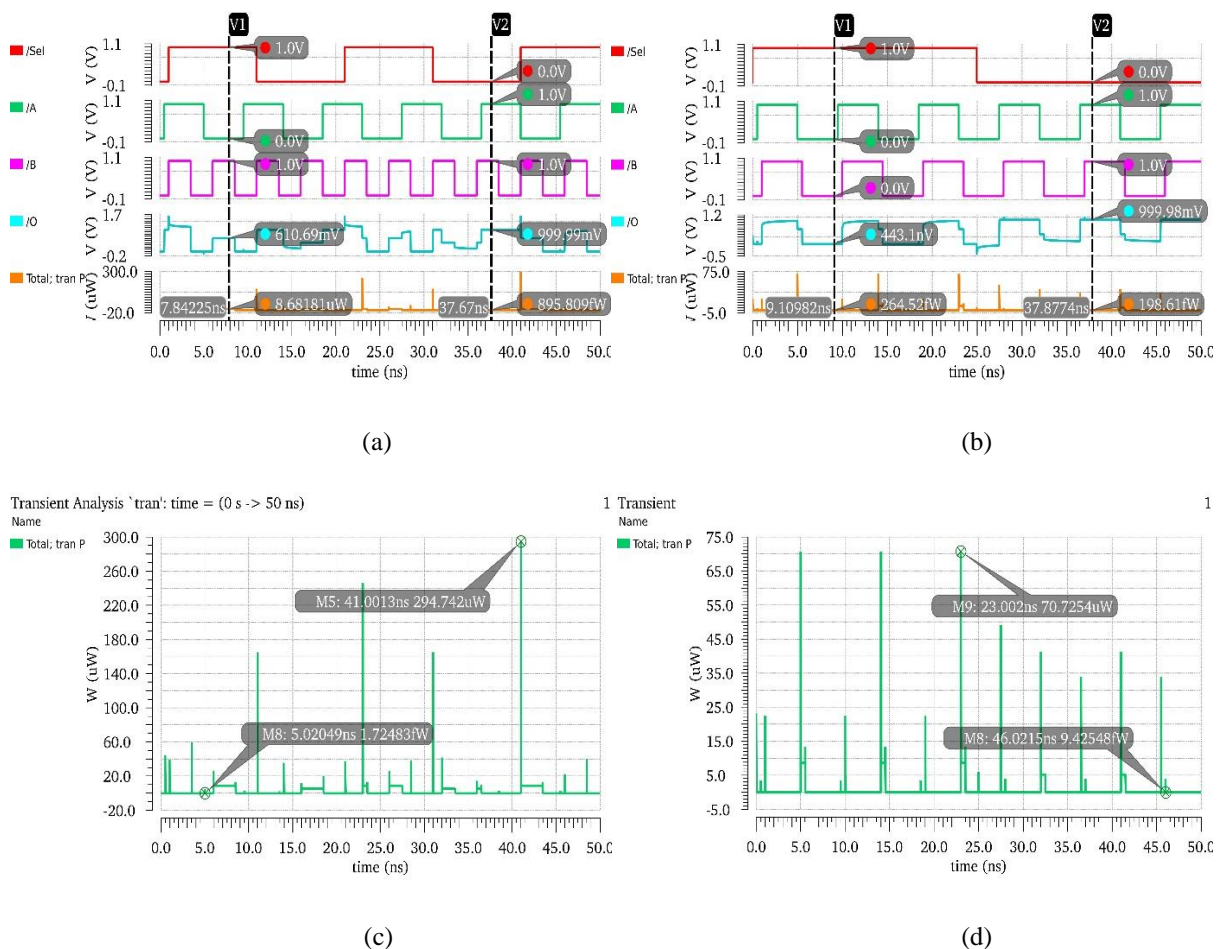 V1
V2
/Sel
V (V)
1.1
-0.1
1.0V
0.0V
/A
V (V)
1.1
-0.1
0.0V
1.0V
/B
V (V)
1.1
-0.1
1.0V
1.0V
/O
V (V)
1.7
-0.2
610.69mV
999.99mV
Total; tran P
(uW)
300.0
-20.0
7.84225ns
8.68181uW
37.67ns
895.809fW
0.0 5.0 10.0 15.0 20.0 25.0 30.0 35.0 40.0 45.0 50.0
time (ns)
(a)
V1
V2
/Sel
V (V)
1.1
-0.1
1.0V
0.0V
/A
V (V)
1.1
-0.1
0.0V
1.0V
/B
V (V)
1.1
-0.1
0.0V
1.0V
/O
V (V)
1.2
-0.5
443.1nV
999.98mV
Total; tran P
(uW)
75.0
-5.0
9.10982ns
264.52fW
37.8774ns
198.61fW
0.0 5.0 10.0 15.0 20.0 25.0 30.0 35.0 40.0 45.0 50.0
time (ns)
(b)
Transient Analysis `tran': time = (0 s -> 50 ns)
1
Name
Total; tran P
W (uW)
300.0
260.0
220.0
180.0
140.0
100.0
60.0
20.0
-20.0
M5: 41.0013ns 294.742uW
M8: 5.02049ns 1.72483fW
0.0 5.0 10.0 15.0 20.0 25.0 30.0 35.0 40.0 45.0 50.0
time (ns)
(c)
Transient
1
Name
Total; tran P
W (uW)
75.0
65.0
55.0
45.0
35.0
25.0
15.0
5.0
-5.0
M9: 23.002ns 70.7254uW
M8: 46.0215ns 9.42548fW
0.0 5.0 10.0 15.0 20.0 25.0 30.0 35.0 40.0 45.0 50.0
time (ns)
(d)